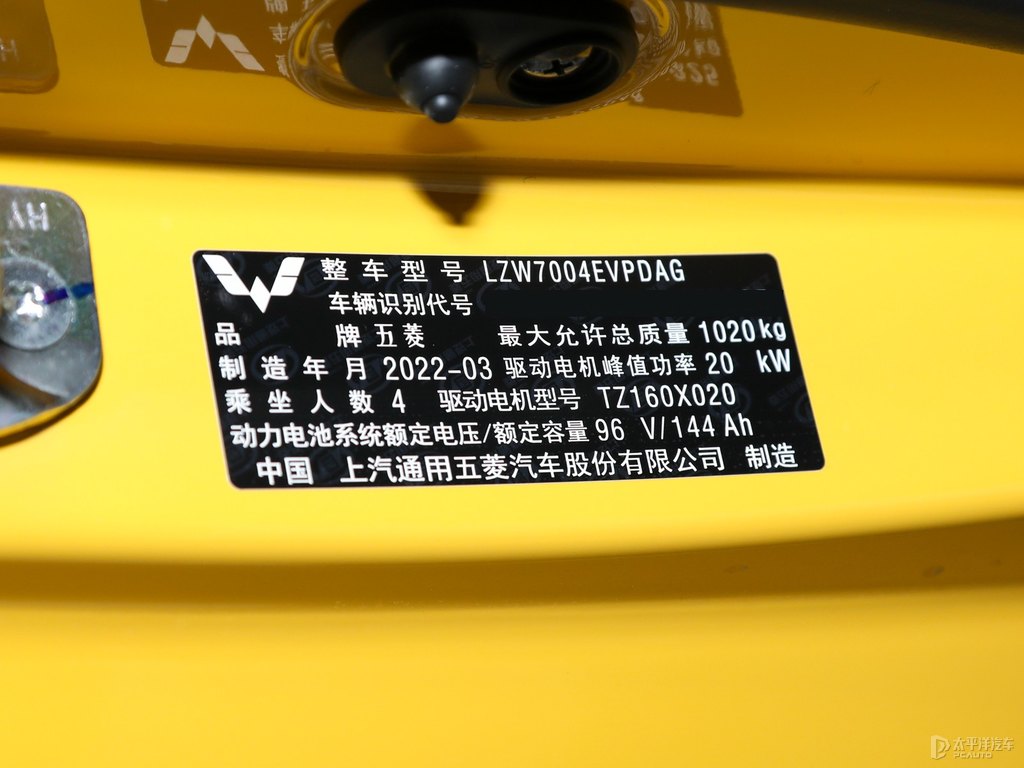 整车型号 LZW7004EVPDAG
车辆识别代号
品 牌 五菱 最大允许总质量 1020kg
制造年月 2022-03 驱动电机峰值功率 20 kW
乘坐人数 4 驱动电机型号 TZ160X020
动力电池系统额定电压/额定容量 96 V/144 Ah
中国 上汽通用五菱汽车股份有限公司 制造
太平洋汽车
PCAUTO